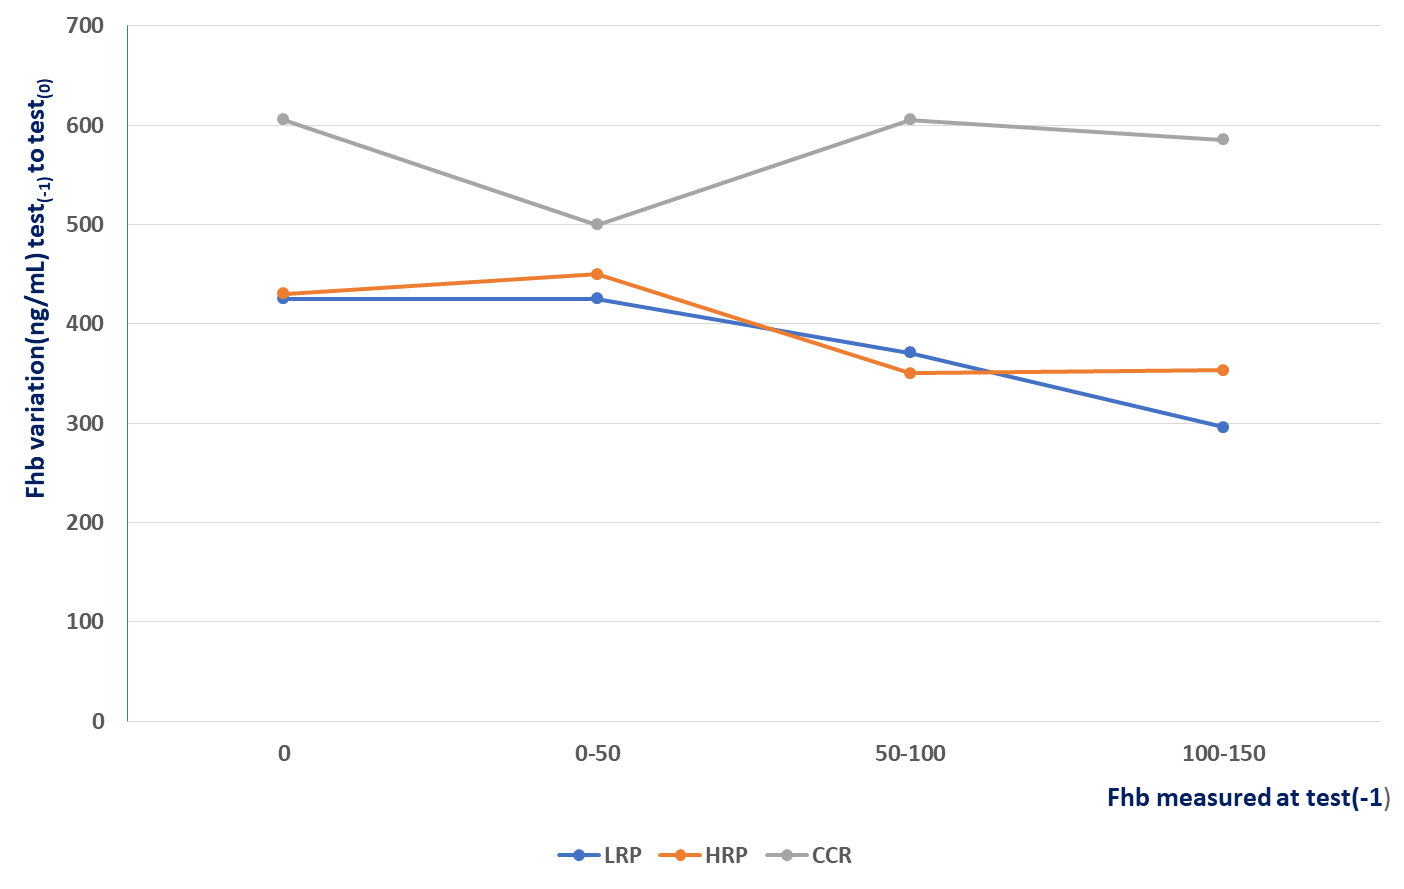 700
600
500
400
300
200
100
0
Fhb variation(ng/mL) test(-1) to test(0)
0 0-50 50-100 100-150
Fhb measured at test(-1)
LRP HRP CCR